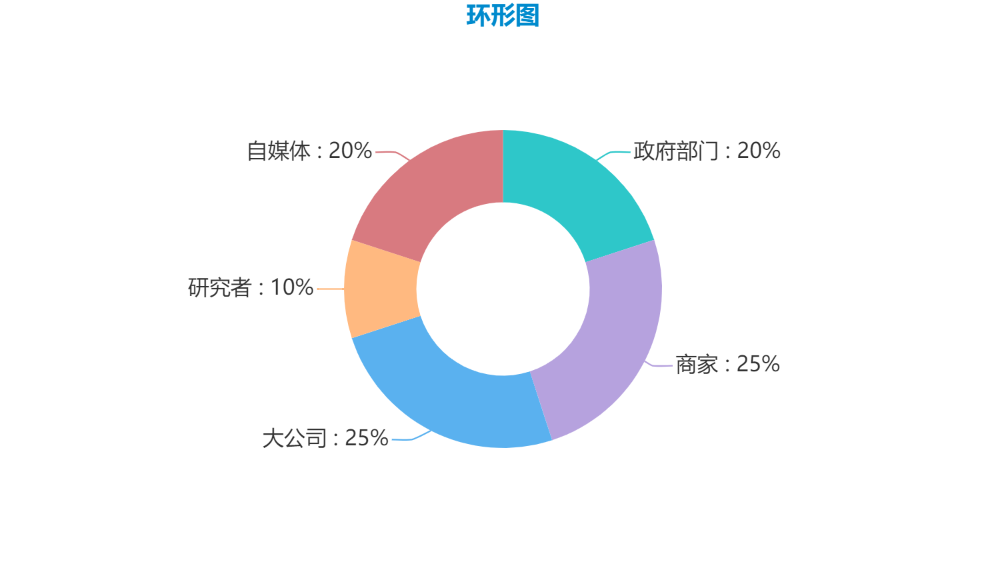 环形图
自媒体 : 20%
政府部门 : 20%
研究者 : 10%
商家 : 25%
大公司 : 25%